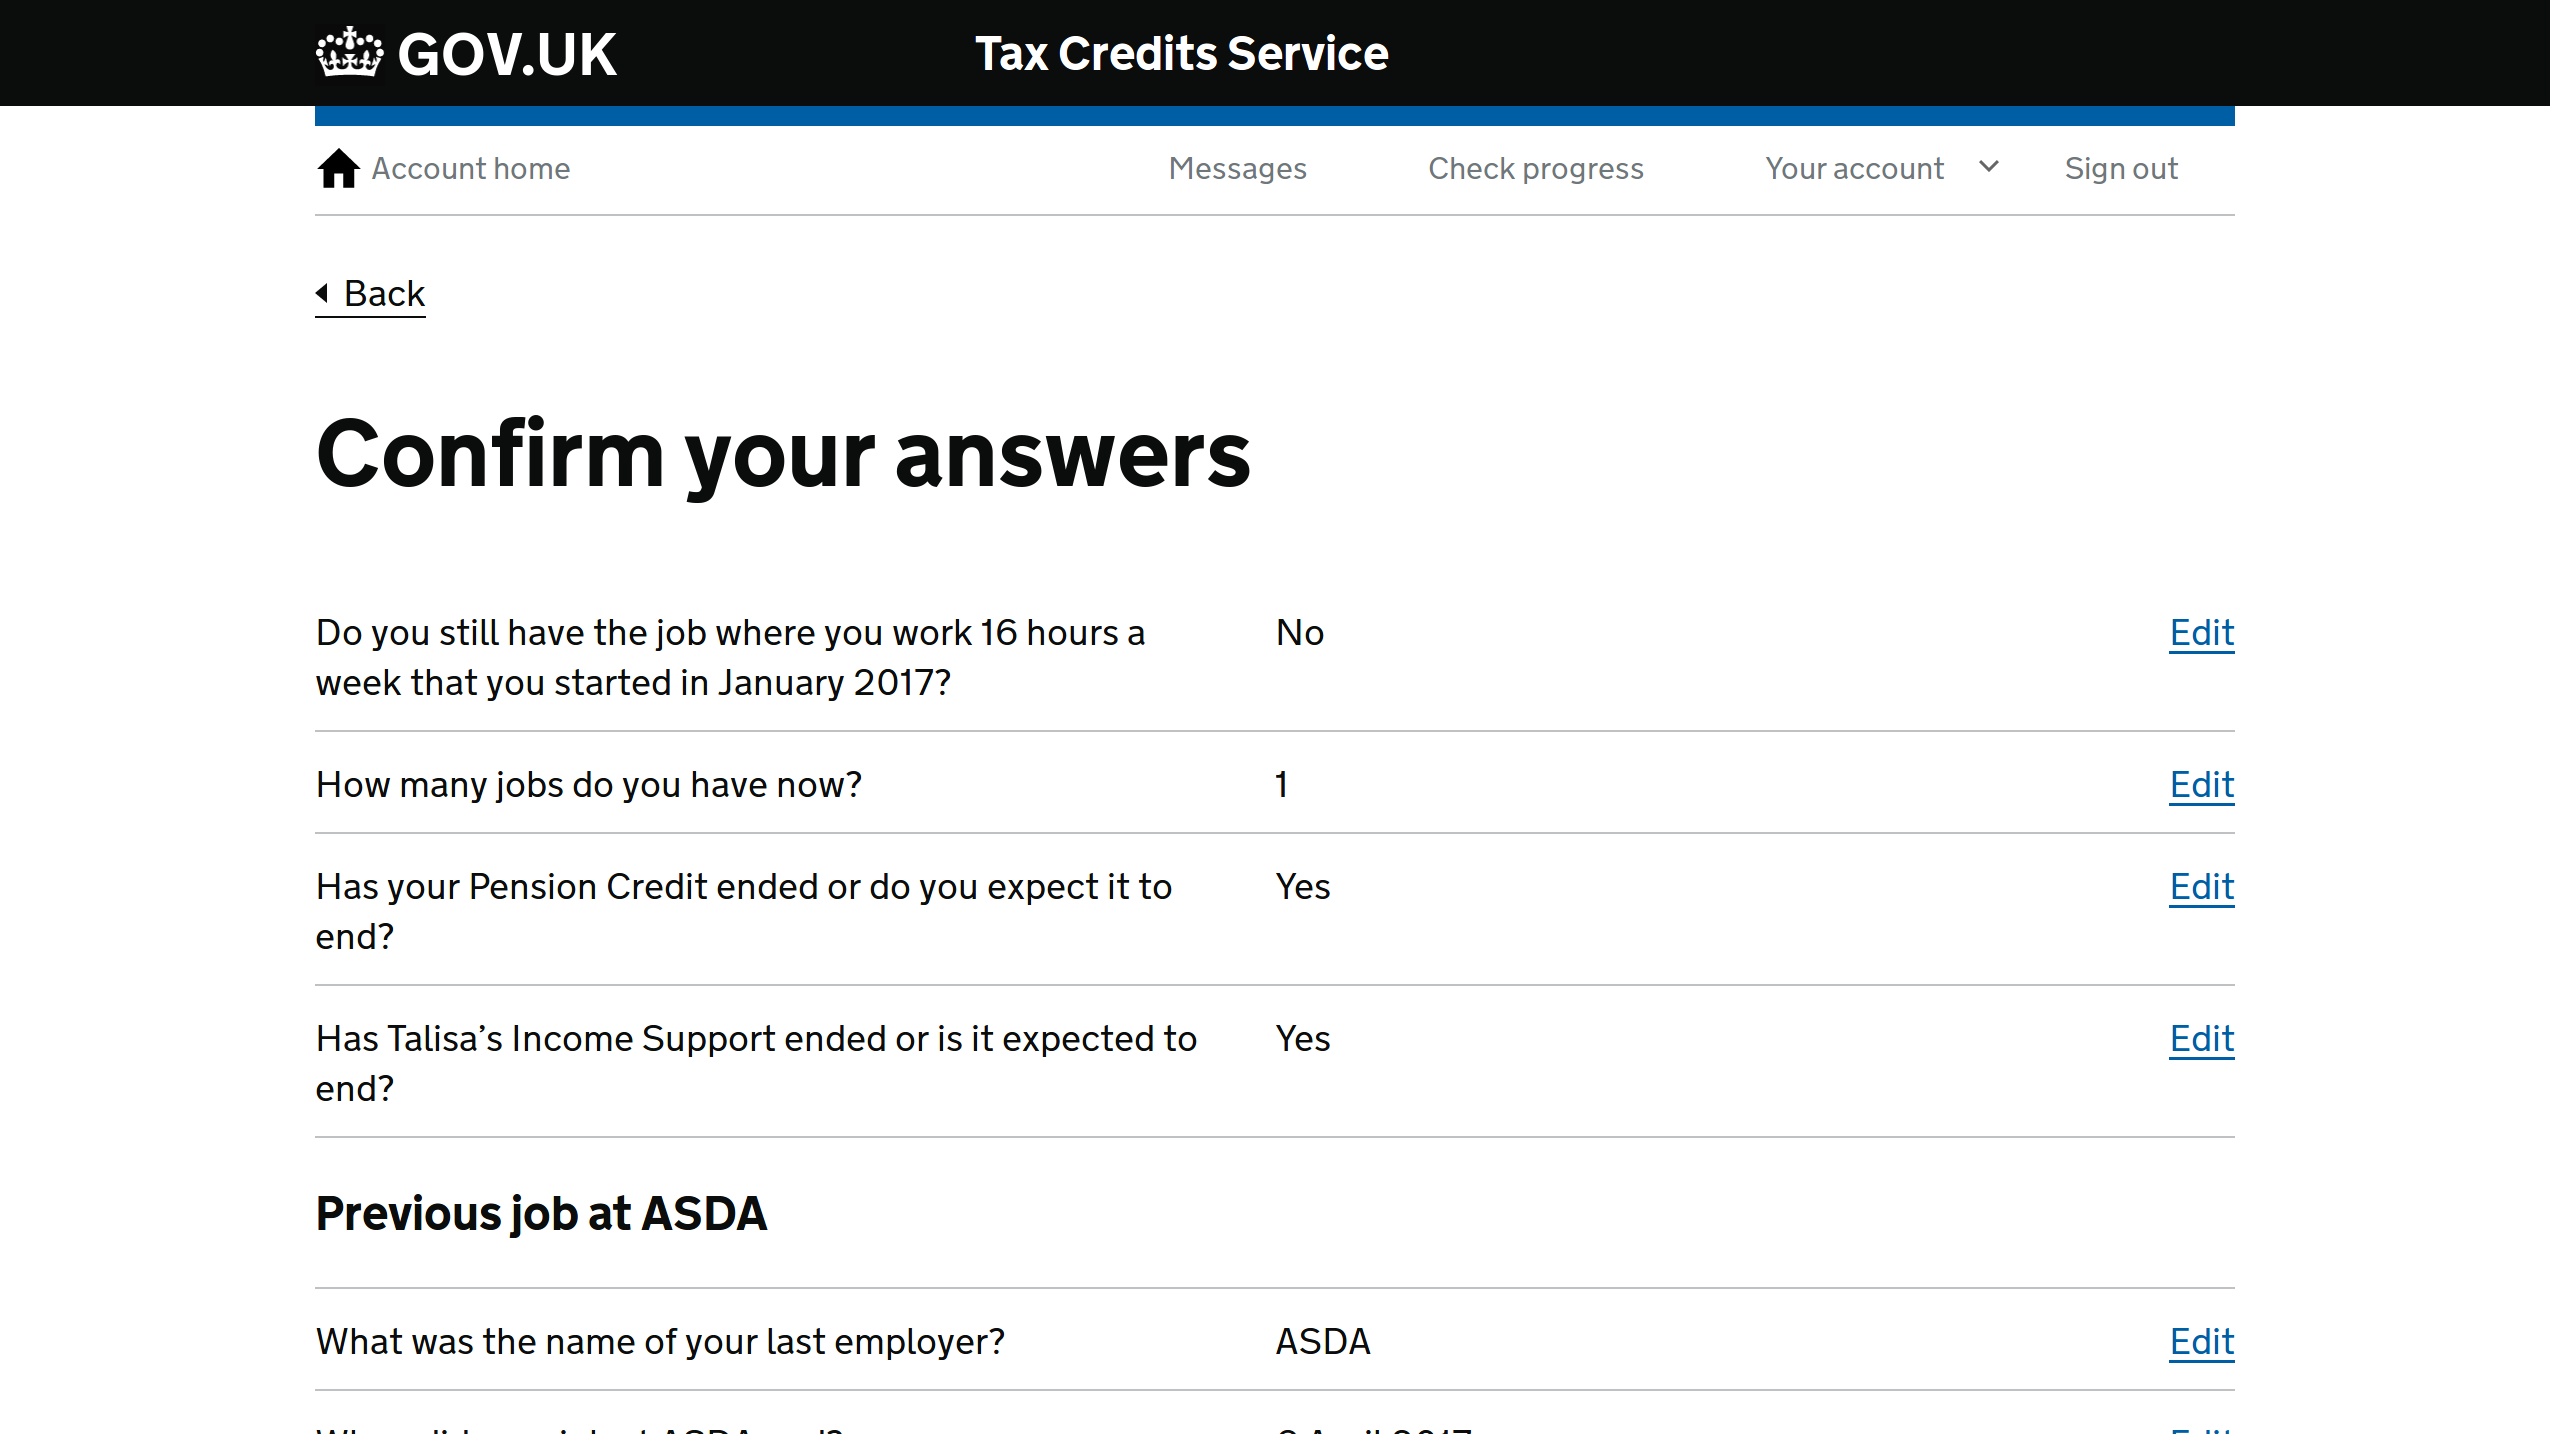 GOV.UK
Tax Credits Service
Account home
Messages
Check progress
Your account
Sign out
Back
Confirm your answers
Do you still have the job where you work 16 hours a
week that you started in January 2017?
No
Edit
How many jobs do you have now?
1
Edit
Has your Pension Credit ended or do you expect it to
end?
Yes
Edit
Has Talisa’s Income Support ended or is it expected to
end?
Yes
Edit
Previous job at ASDA
What was the name of your last employer?
ASDA
Edit